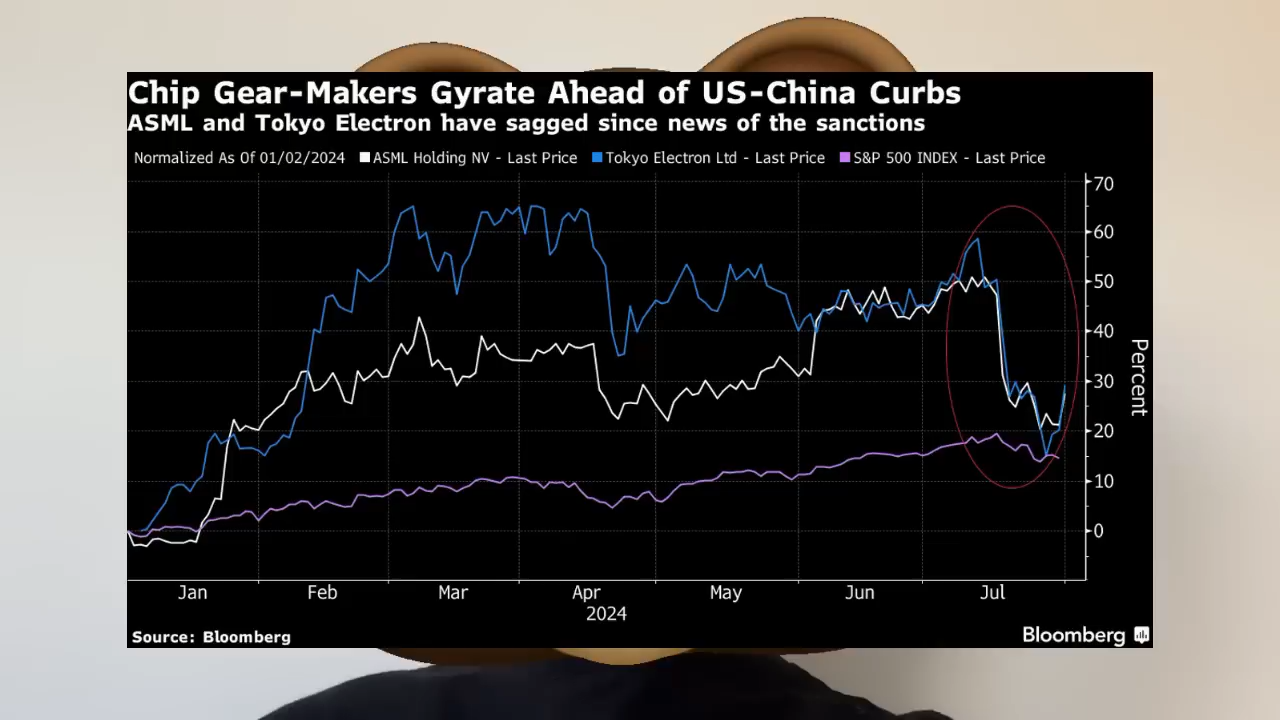 Chip Gear-Makers Gyrate Ahead of US-China Curbs
ASML and Tokyo Electron have sagged since news of the sanctions
Normalized As Of 01/02/2024 ASML Holding NV - Last Price Tokyo Electron Ltd - Last Price S&P 500 INDEX - Last Price
70
60
50
40
30
20
10
0
Percent
Jan Feb Mar Apr May Jun Jul
2024
Source: Bloomberg
Bloomberg